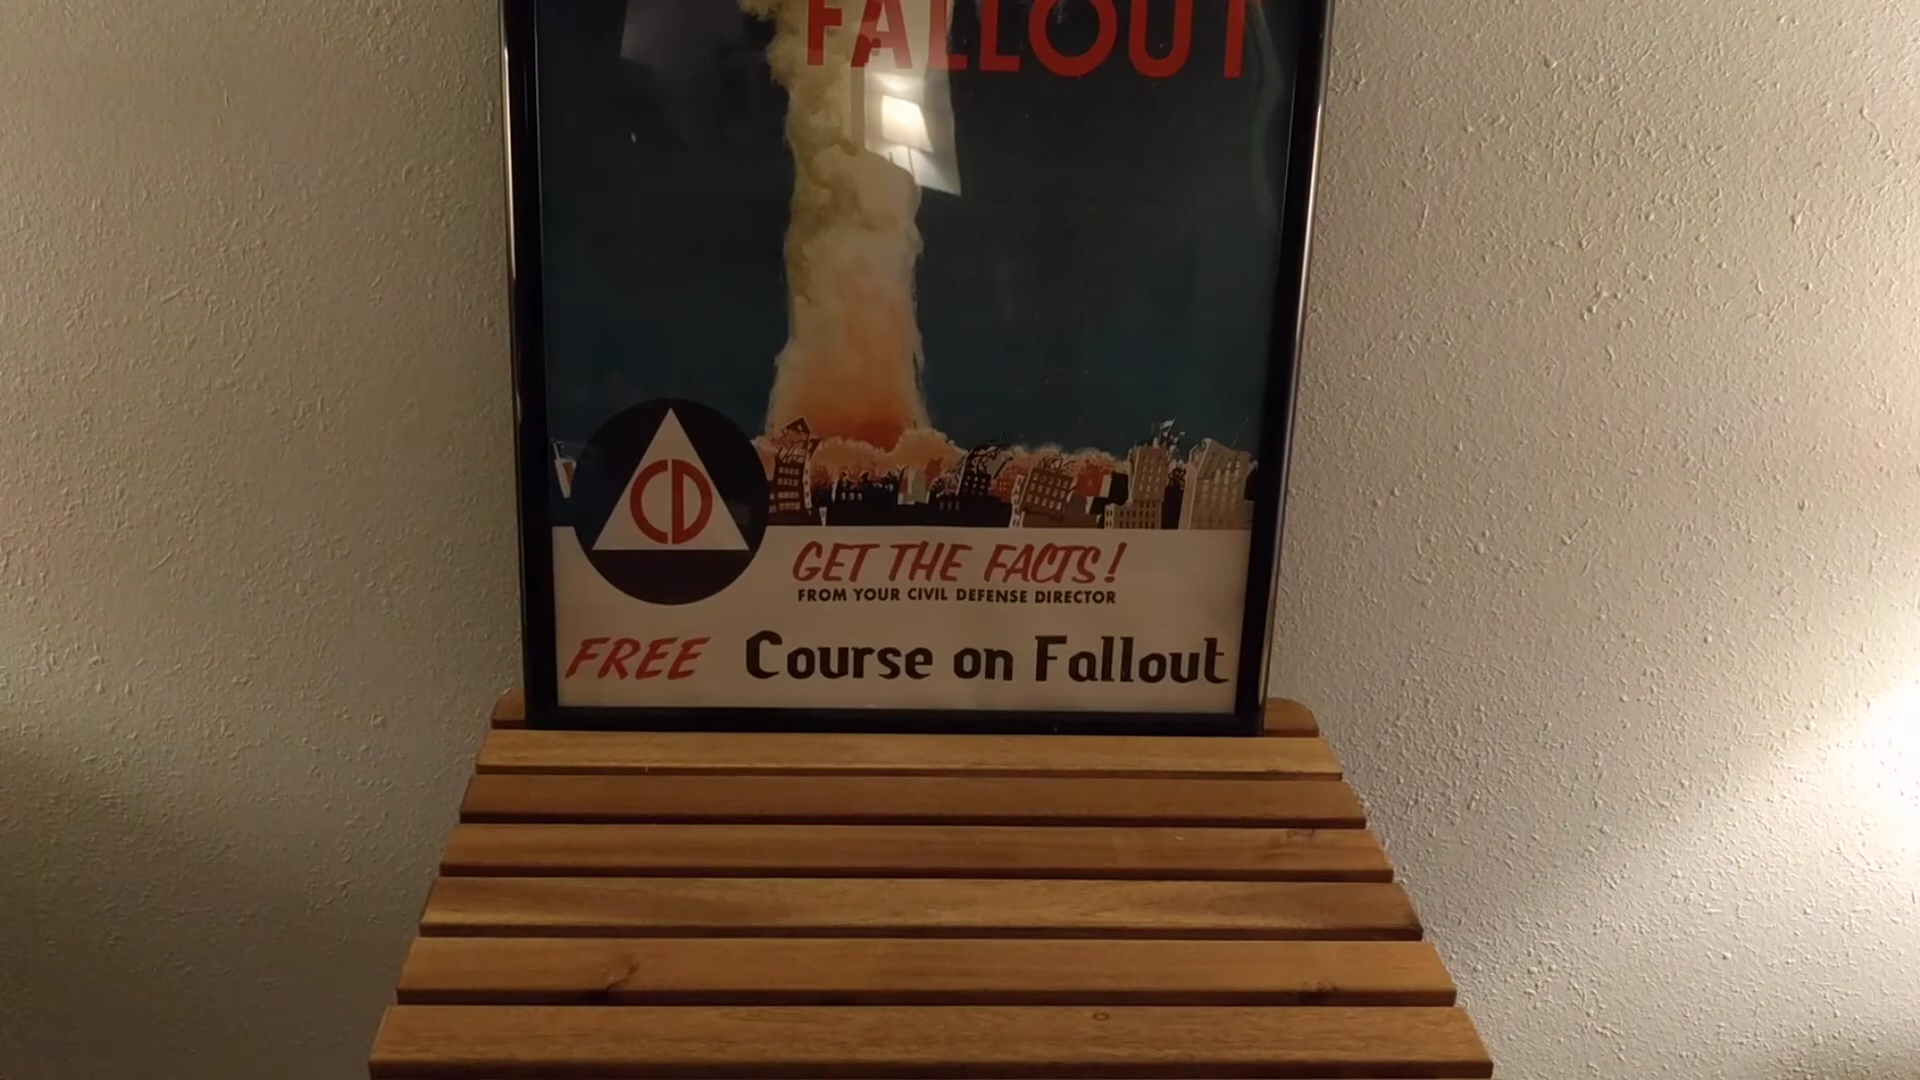 FALLOUT
CD
GET THE FACTS!
FROM YOUR CIVIL DEFENSE DIRECTOR
FREE Course on Fallout